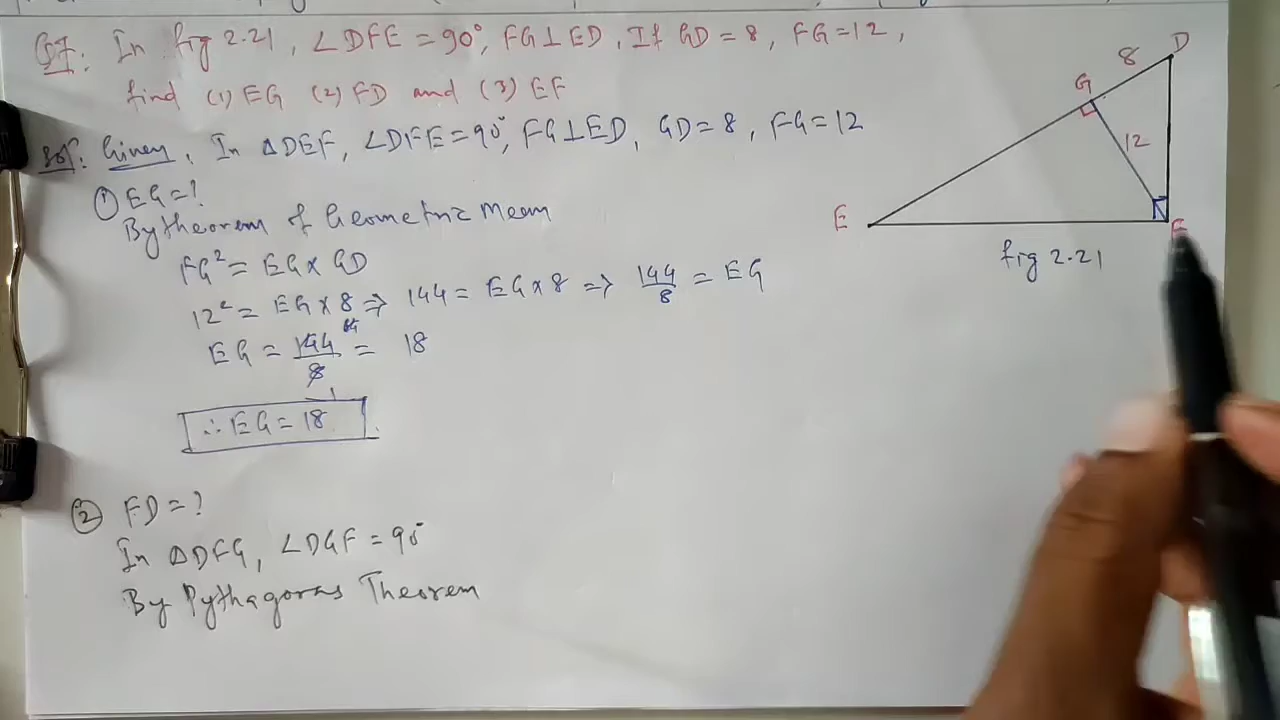 Q7. In fig 2.21, ∠DFE = 90°, FG⊥ED, If GD = 8, FG = 12,
find (1) EG (2) FD and (3) EF
Sol: Given, In ΔDEF, ∠DFE = 90°, FG⊥ED, GD = 8, FG = 12
① EG = ?
By theorem of Geometric Mean
FG² = EG × GD
12² = EG × 8 => 144 = EG × 8 => 144/8 = EG
EG = 144/8 = 18
∴ EG = 18
② FD = ?
In ΔDFG, ∠DGF = 90°
By Pythagoras Theorem
D
8
G
12
E
F
fig 2.21